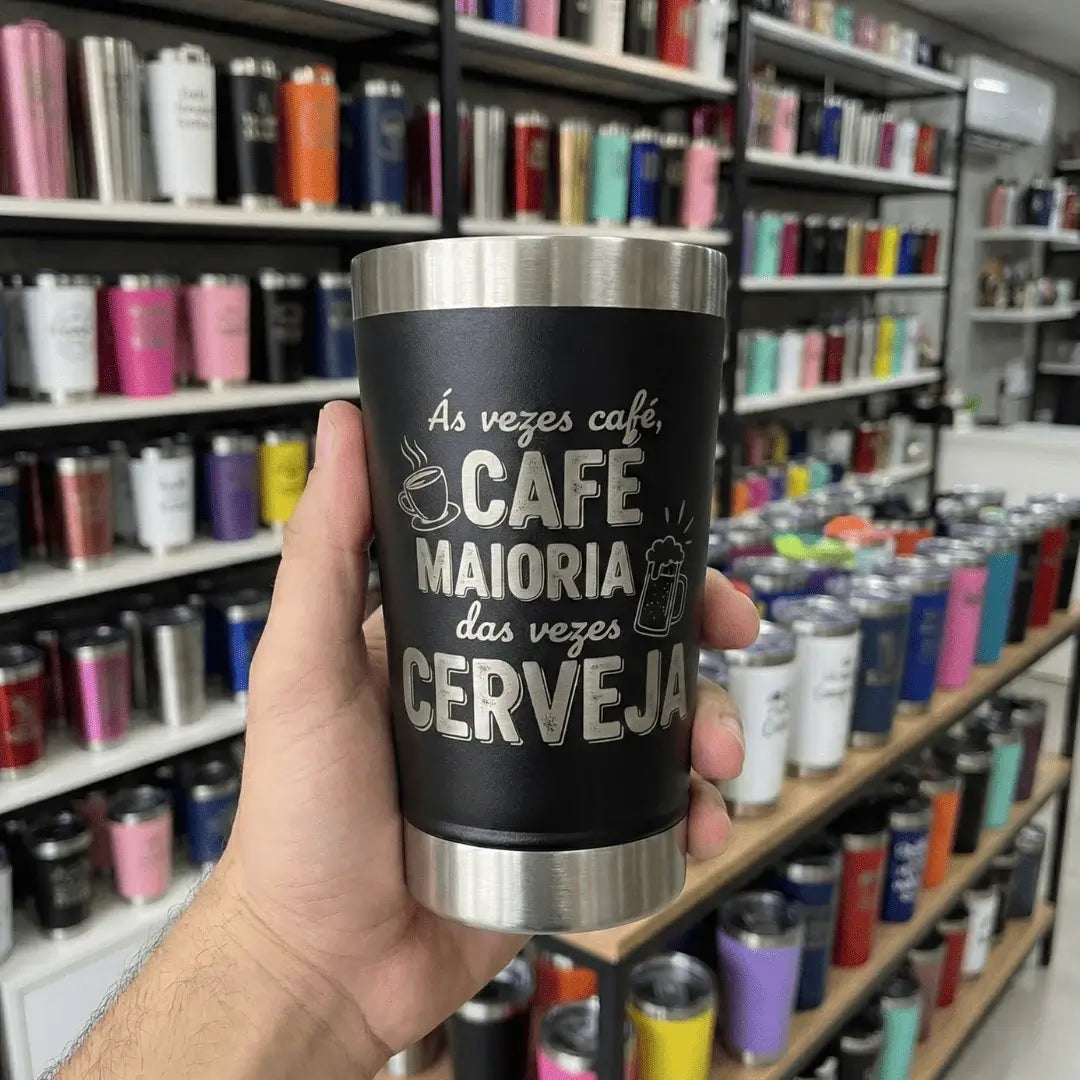 Ás vezes café,
CAFÉ
MAIORIA
das vezes
CERVEJA